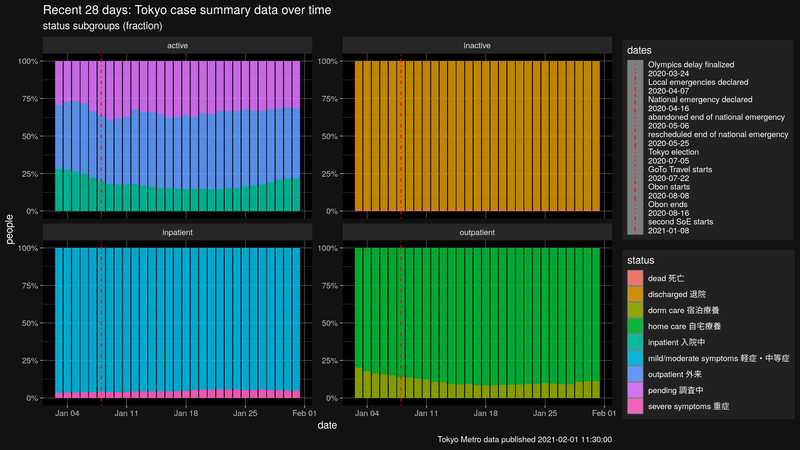 Recent 28 days: Tokyo case summary data over time
status subgroups (fraction)
active
inactive
100%
75%
50%
25%
0%
100%
75%
50%
25%
0%
people
inpatient
outpatient
100%
75%
50%
25%
0%
100%
75%
50%
25%
0%
Jan 04
Jan 11
Jan 18
Jan 25
Feb 01
Jan 04
Jan 11
Jan 18
Jan 25
Feb 01
date
Tokyo Metro data published 2021-02-01 11:30:00
dates
Olympics delay finalized
2020-03-24
Local emergencies declared
2020-04-07
National emergency declared
2020-04-16
abandoned end of national emergency
2020-05-06
rescheduled end of national emergency
2020-05-25
Tokyo election
2020-07-05
GoTo Travel starts
2020-07-22
Obon starts
2020-08-08
Obon ends
2020-08-16
second SoE starts
2021-01-08
status
dead 死亡
discharged 退院
dorm care 宿泊療養
home care 自宅療養
inpatient 入院中
mild/moderate symptoms 軽症・中等症
outpatient 外来
pending 調査中
severe symptoms 重症